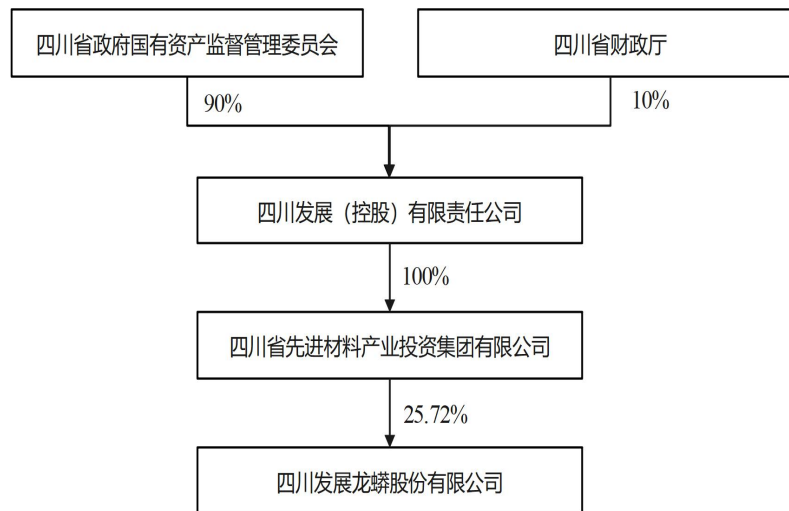 四川省政府国有资产监督管理委员会
四川省财政厅
90%
10%
四川发展（控股）有限责任公司
100%
四川省先进材料产业投资集团有限公司
25.72%
四川发展龙蟒股份有限公司